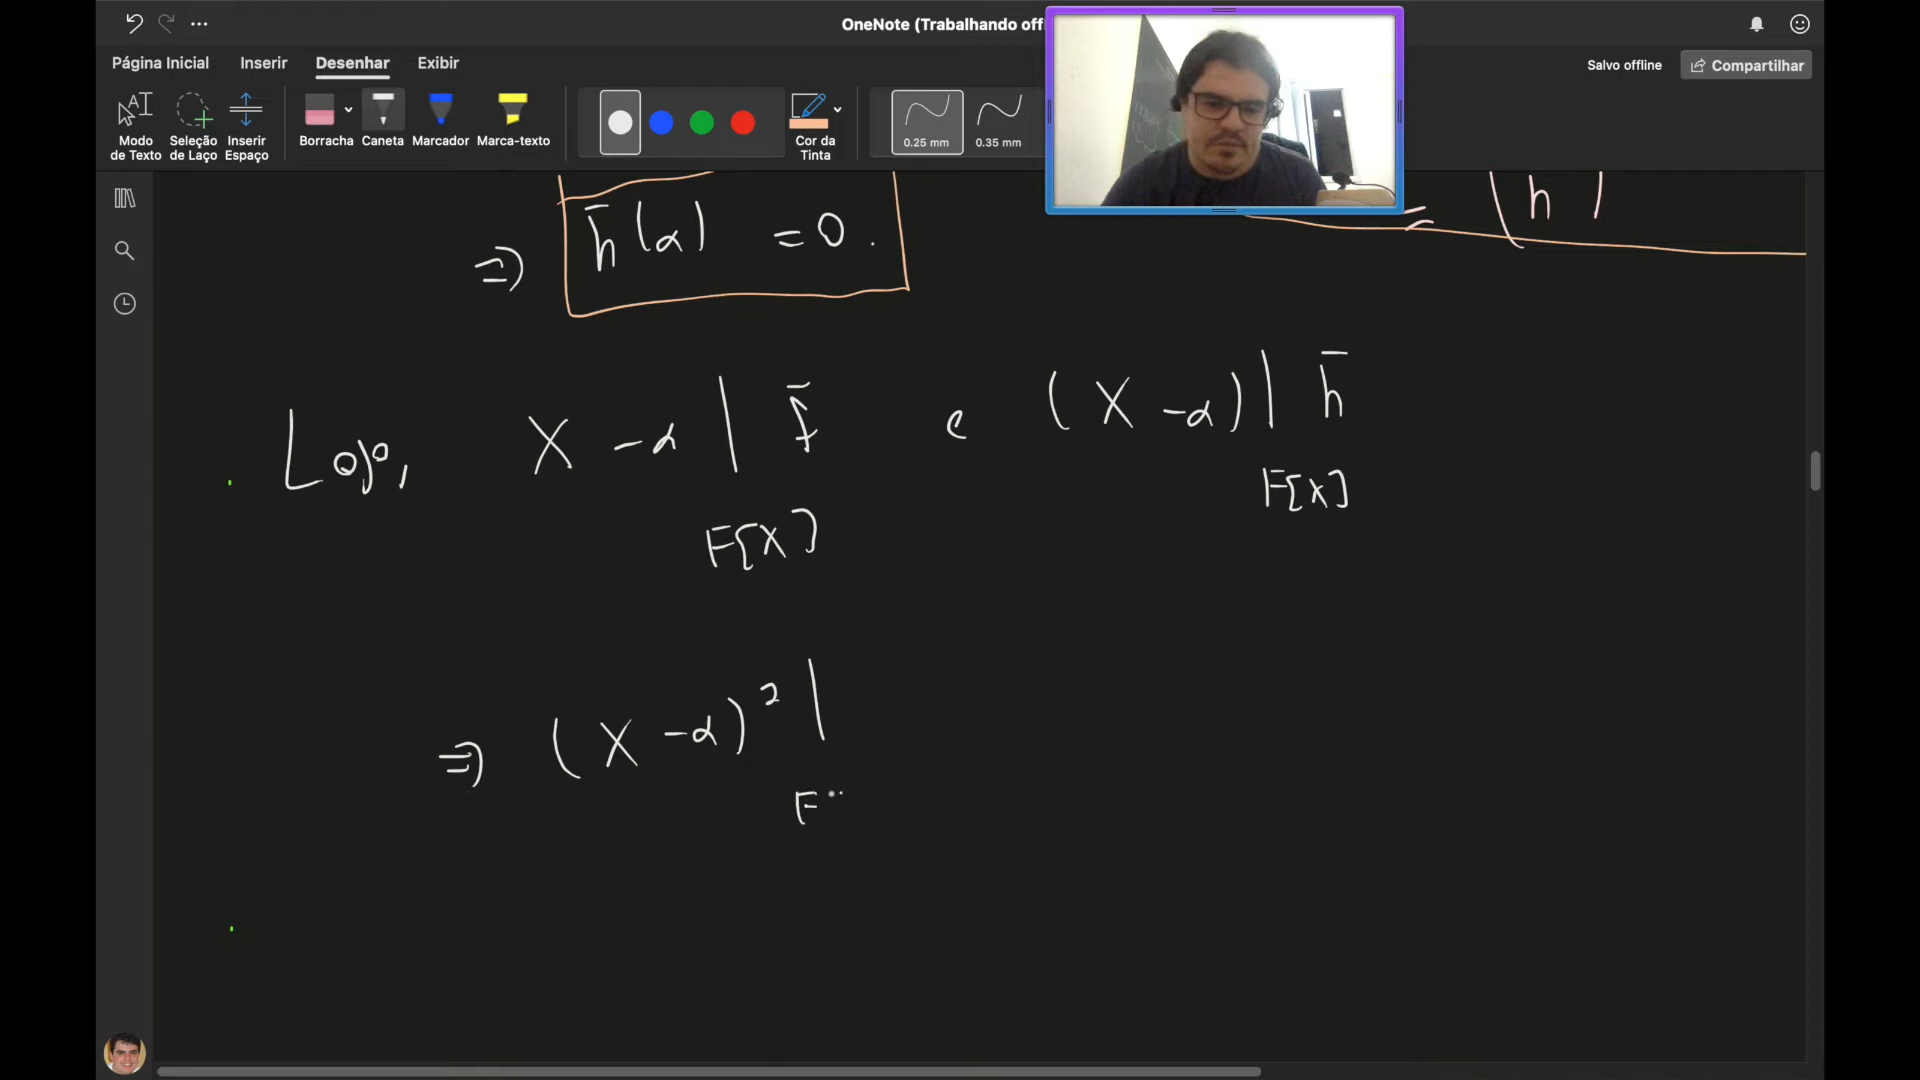 OneNote (Trabalhando offl
Página Inicial Inserir Desenhar Exibir
Salvo offline Compartilhar
Modo de Texto
Seleção de Laço
Inserir Espaço
Borracha Caneta Marcador Marca-texto
0.25 mm 0.35 mm
Cor da Tinta
⇒ h̄(α) = 0.
= (h)
Logo, X - α | f̄ e (X - α) | h̄
F[X] F[X]
⇒ (X - α)² |
F